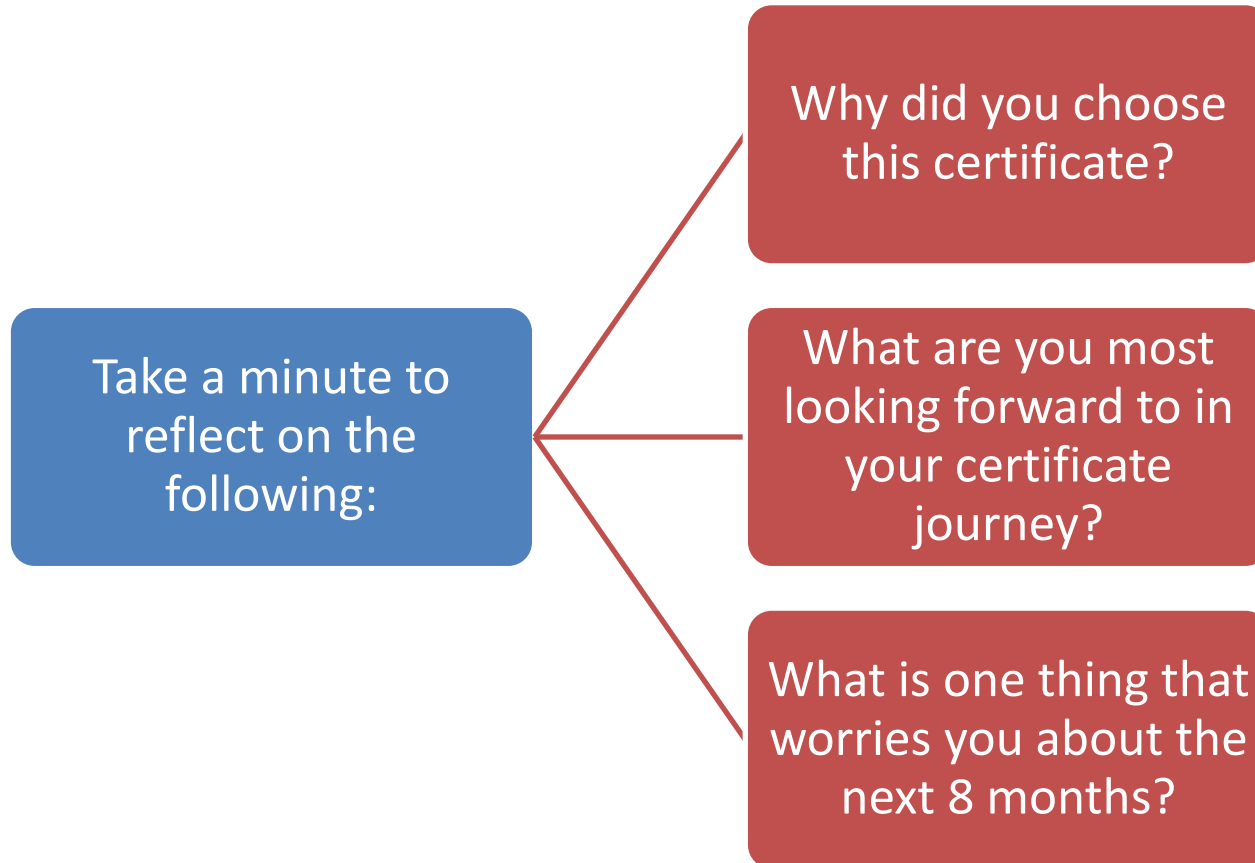 Take a minute to
reflect on the
following:
Why did you choose
this certificate?
What are you most
looking forward to in
your certificate
journey?
What is one thing that
worries you about the
next 8 months?